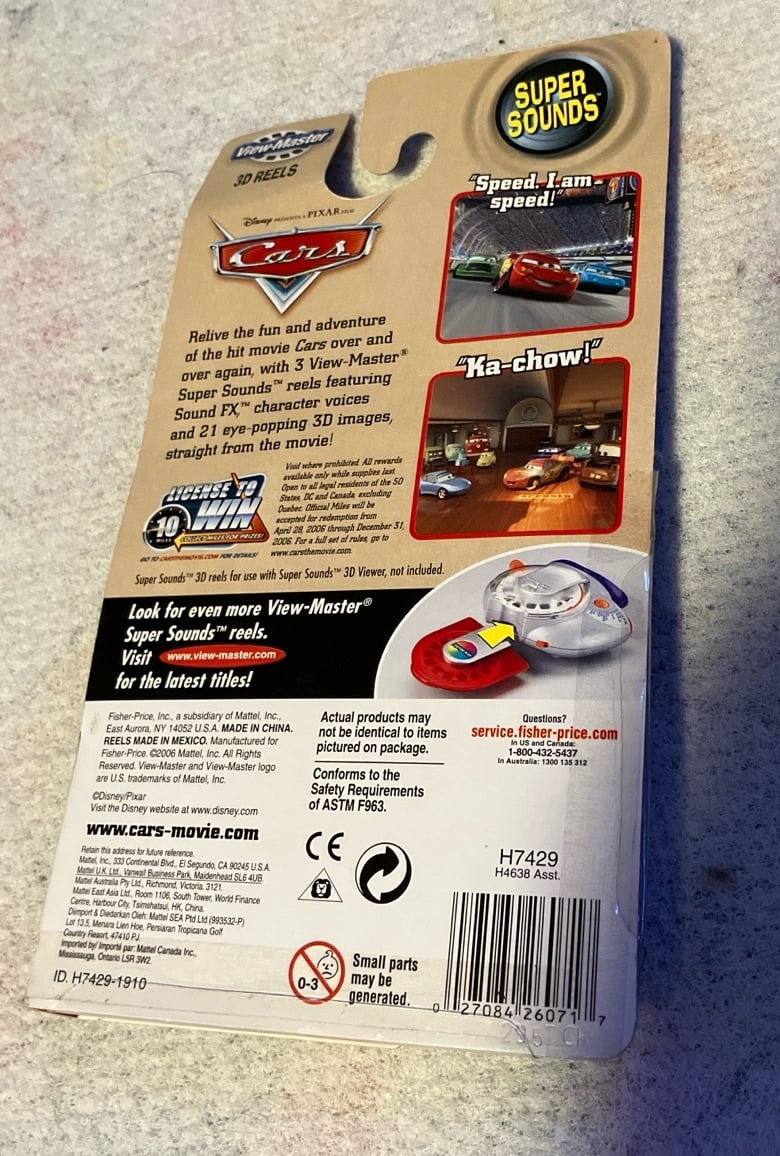 SUPER
SOUNDS™
View-Master
3D REELS
"Speed. I am
speed!"
Disney PRESENTS A PIXAR FILM
Cars
Relive the fun and adventure
of the hit movie Cars over and
over again, with 3 View-Master®
Super Sounds™ reels featuring
Sound FX,™ character voices
and 21 eye-popping 3D images,
straight from the movie!
"Ka-chow!"
LICENSE TO
WIN
10
MILES
COLLECT MILES FOR PRIZES!
GO TO CARSTHEMOVIE.COM FOR DETAILS!
Void where prohibited. All rewards
available only while supplies last.
Open to all legal residents of the 50
States, DC and Canada, excluding
Quebec. Official Miles will be
accepted for redemption from
April 28, 2006 through December 31,
2006. For a full set of rules, go to
www.carsthemovie.com.
Super Sounds™ 3D reels for use with Super Sounds™ 3D Viewer, not included.
Look for even more View-Master®
Super Sounds™ reels.
Visit www.view-master.com
for the latest titles!
Fisher-Price, Inc., a subsidiary of Mattel, Inc.,
East Aurora, NY 14052 U.S.A. MADE IN CHINA.
REELS MADE IN MEXICO. Manufactured for
Fisher-Price. ©2006 Mattel, Inc. All Rights
Reserved. View-Master and View-Master logo
are U.S. trademarks of Mattel, Inc.
©Disney/Pixar
Visit the Disney website at www.disney.com
www.cars-movie.com
Retain this address for future reference.
Mattel, Inc., 333 Continental Blvd., El Segundo, CA 90245 U.S.A.
Mattel U.K. Ltd., Vanwall Business Park, Maidenhead SL6 4UB.
Mattel Australia Pty Ltd., Richmond, Victoria. 3121.
Mattel East Asia Ltd., Room 1106, South Tower, World Finance
Centre, Harbour City, Tsimshatsui, HK, China.
Diimport & Diedarkan Oleh: Mattel SEA Ptd Ltd.(993532-P)
Lot 13.5, Menara Lien Hoe, Persiaran Tropicana Golf
Country Resort, 47410 PJ.
Imported by/ Importé par: Mattel Canada Inc.,
Mississauga, Ontario L5R 3W2.
ID. H7429-1910
Actual products may
not be identical to items
pictured on package.
Conforms to the
Safety Requirements
of ASTM F963.
CE
0-3
Small parts
may be
generated.
Questions?
service.fisher-price.com
In US and Canada:
1-800-432-5437
In Australia: 1300 135 312
H7429
H4638 Asst.
0 27084 26071 7